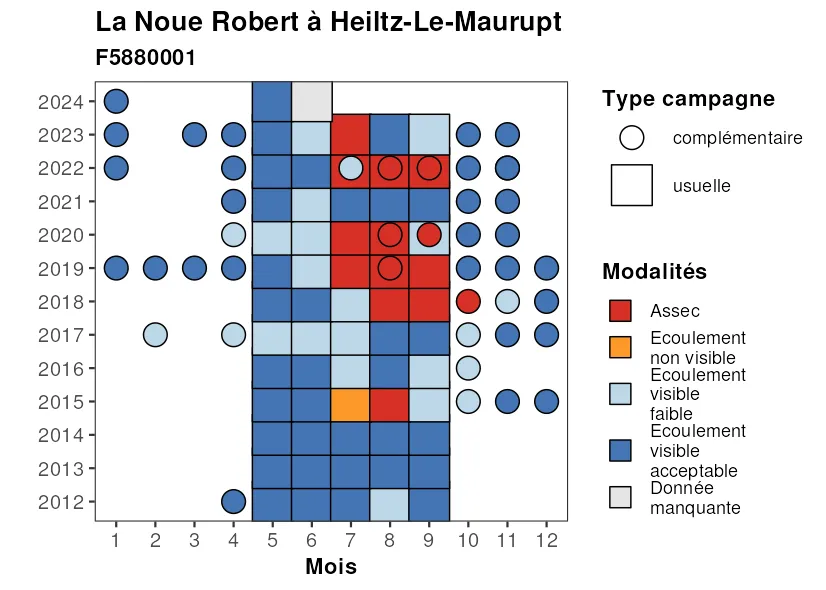 La Noue Robert à Heiltz-Le-Maurupt
F5880001
2024
2023
2022
2021
2020
2019
2018
2017
2016
2015
2014
2013
2012
1 2 3 4 5 6 7 8 9 10 11 12
Mois
Type campagne
complémentaire
usuelle
Modalités
Assec
Ecoulement
non visible
Ecoulement
visible
faible
Ecoulement
visible
acceptable
Donnée
manquante